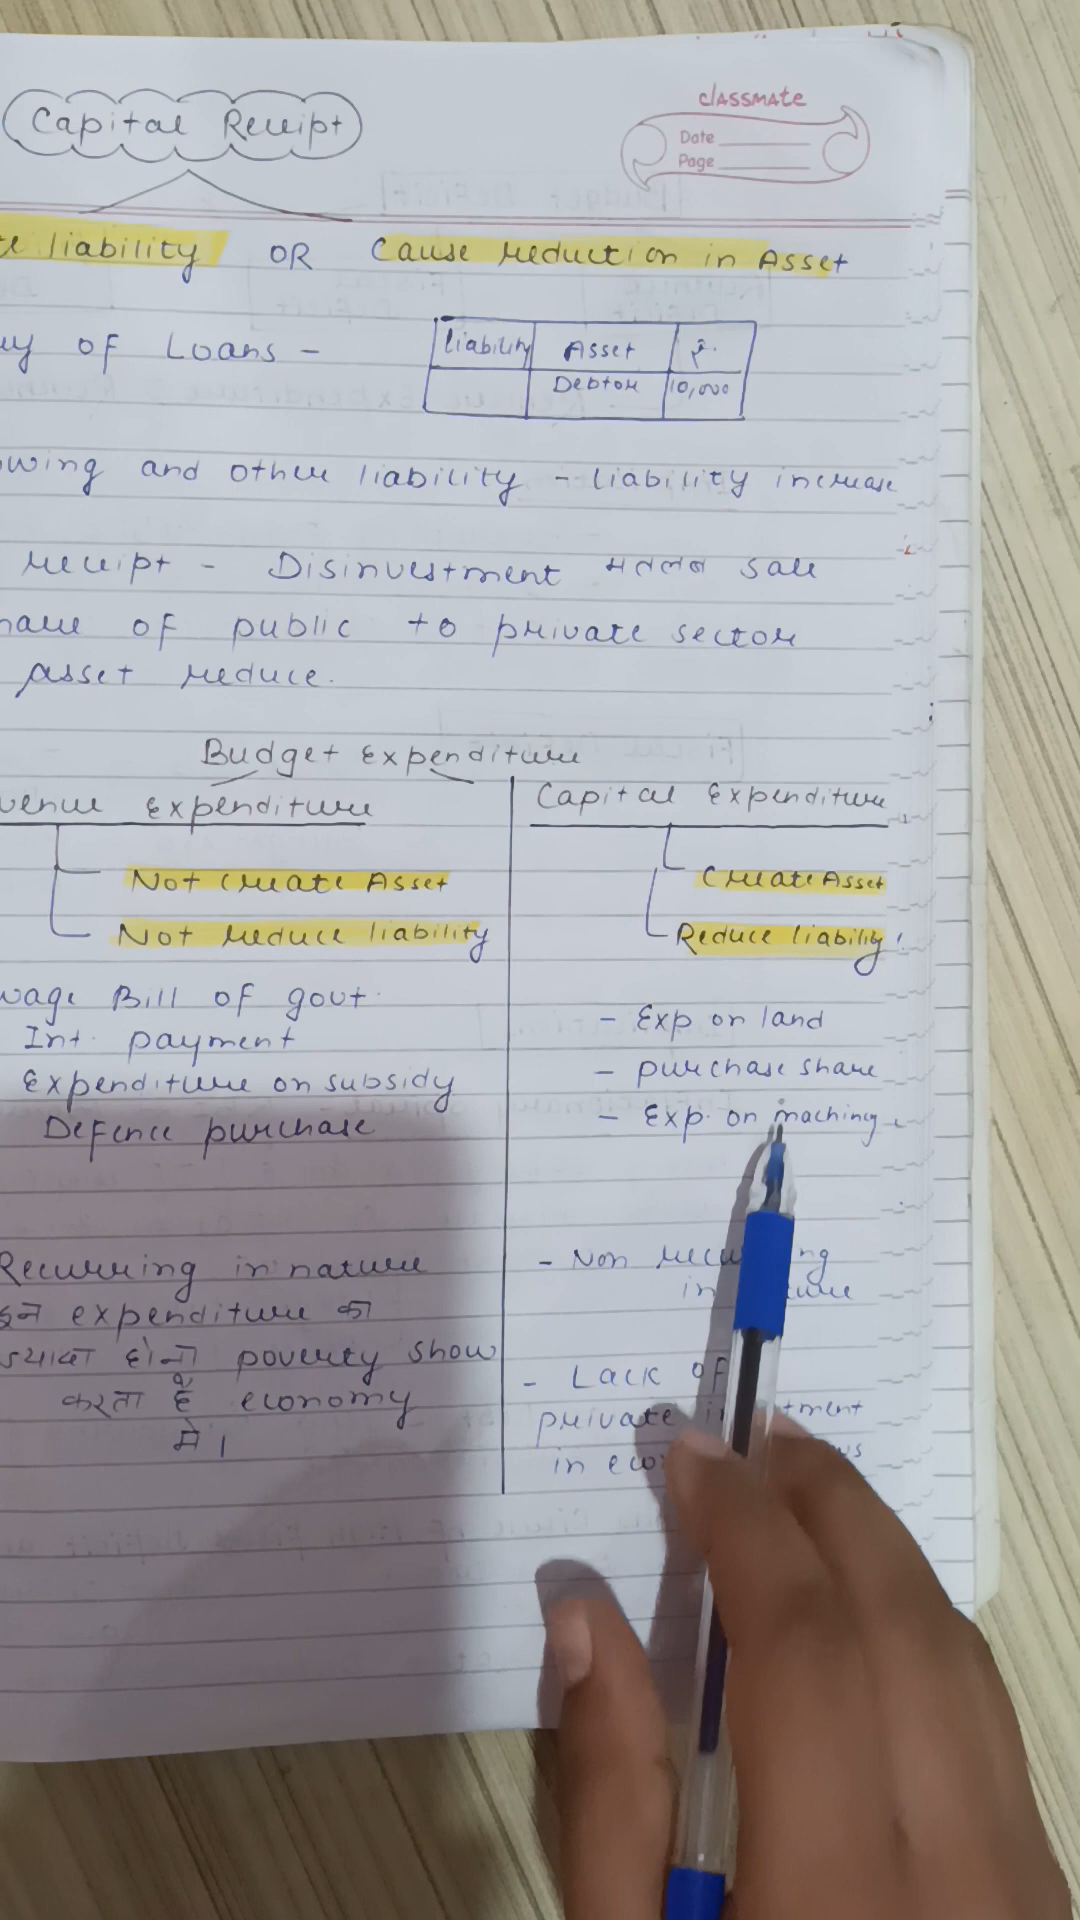 Capital Receipt
classmate
Date
Page
liability OR Cause reduction in Asset
of Loans - liability Asset ₹.
Debtor 10,000
and other liability - liability increase
receipt - Disinvestment मतलब sale
of public to private sector
Asset reduce.
Budget Expenditure
Expenditure Capital Expenditure
Not create Asset Create Asset
Not reduce liability Reduce liability
Bill of govt.
- Exp on land
Int. payment
- purchase share
Expenditure on subsidy
- Exp. on maching
Defence purchase
Recurring in nature - Non
in
expenditure का
ज्यादा होना poverty show
- Lack of
करता है economy
private
में ।
in